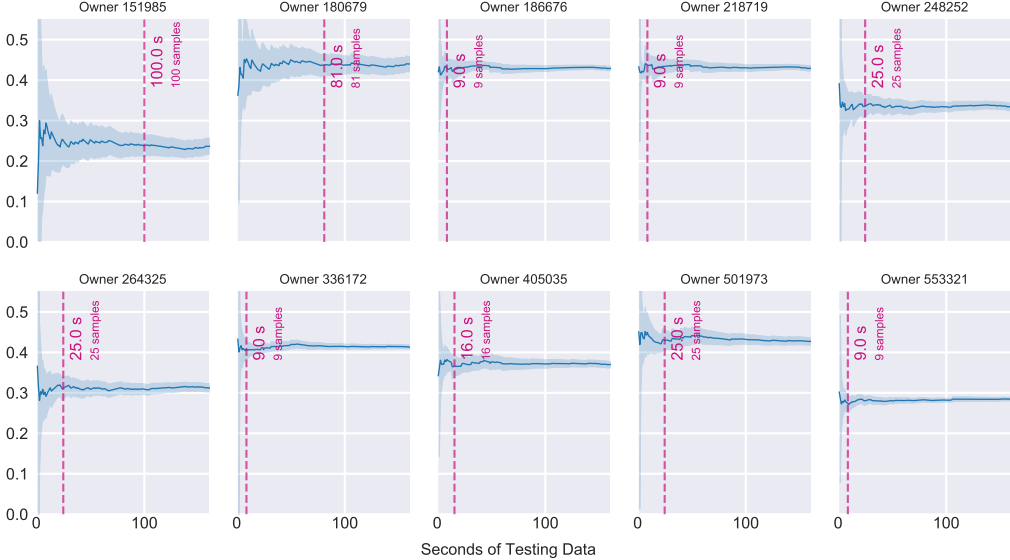 Owner 151985
Owner 180679
Owner 186676
Owner 218719
Owner 248252
0.5
0.4
0.3
0.2
0.1
0.0
100.0 s
100 samples
81.0 s
81 samples
9.0 s
9 samples
9.0 s
9 samples
25.0 s
25 samples
Owner 264325
Owner 336172
Owner 405035
Owner 501973
Owner 553321
0.5
0.4
0.3
0.2
0.1
0.0
25.0 s
25 samples
9.0 s
9 samples
16.0 s
16 samples
25.0 s
25 samples
9.0 s
9 samples
0
100
0
100
0
100
0
100
0
100
Seconds of Testing Data